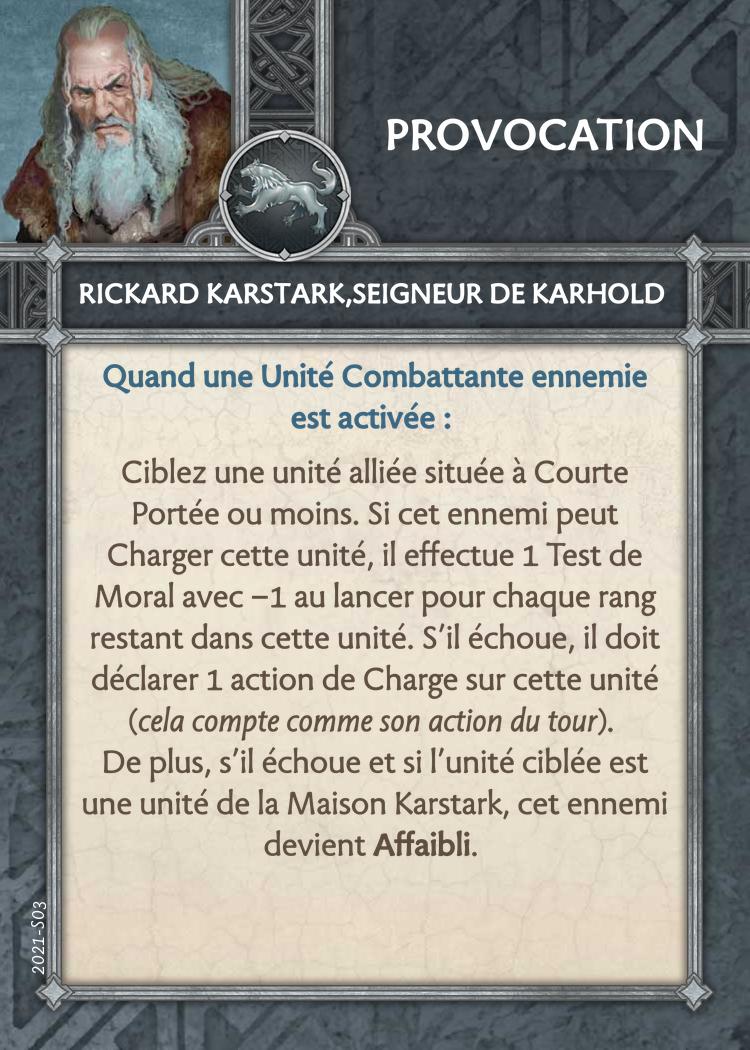 PROVOCATION
RICKARD KARSTARK,SEIGNEUR DE KARHOLD
Quand une Unité Combattante ennemie
est activée :
Ciblez une unité alliée située à Courte
Portée ou moins. Si cet ennemi peut
Charger cette unité, il effectue 1 Test de
Moral avec −1 au lancer pour chaque rang
restant dans cette unité. S’il échoue, il doit
déclarer 1 action de Charge sur cette unité
(cela compte comme son action du tour).
De plus, s’il échoue et si l’unité ciblée est
une unité de la Maison Karstark, cet ennemi
devient Affaibli.
2021-S03